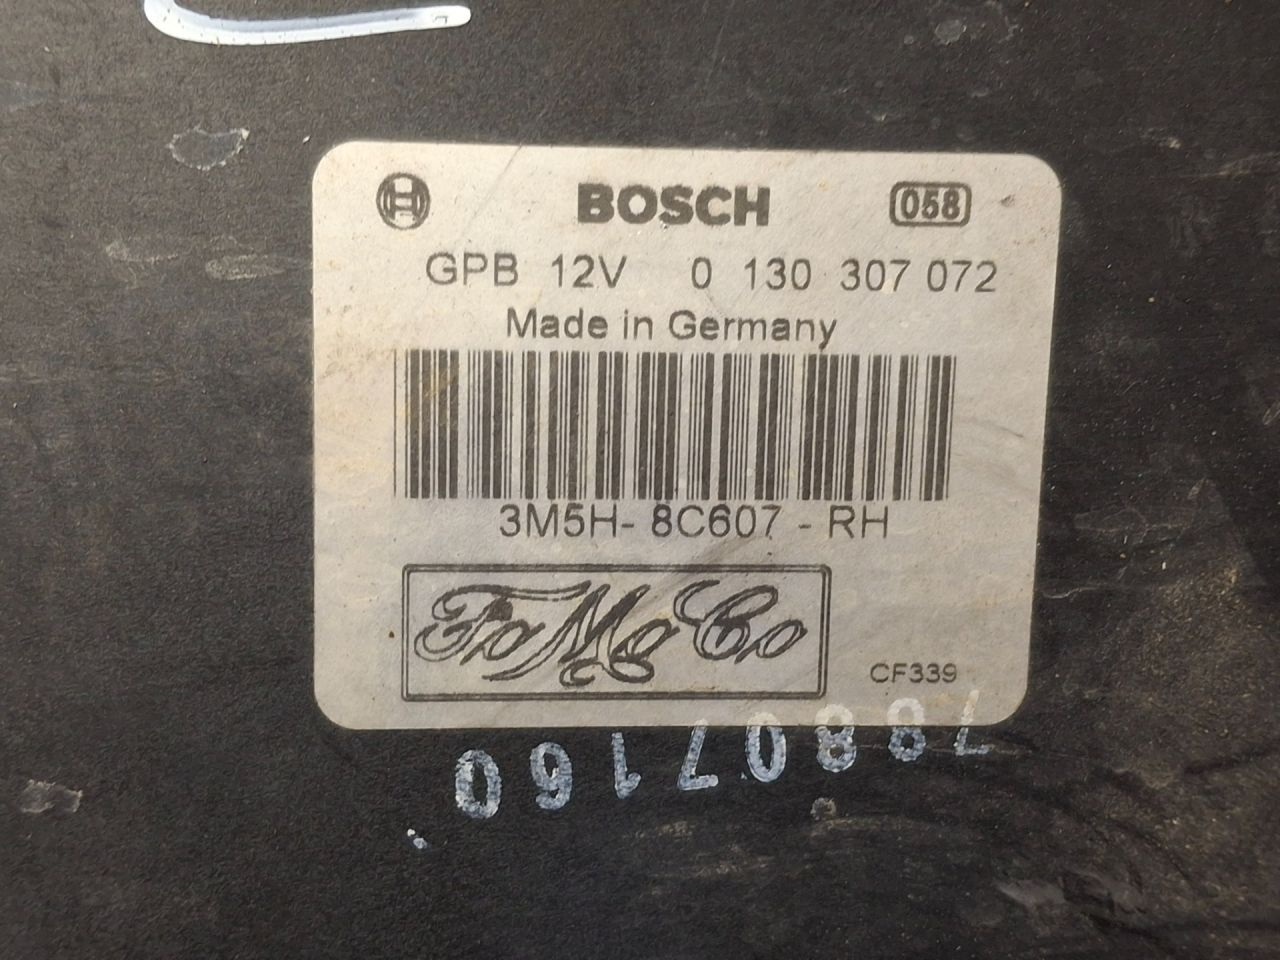 BOSCH 058
GPB 12V 0 130 307 072
Made in Germany
3M5H- 8C607 - RH
FoMoCo
CF339
78807160